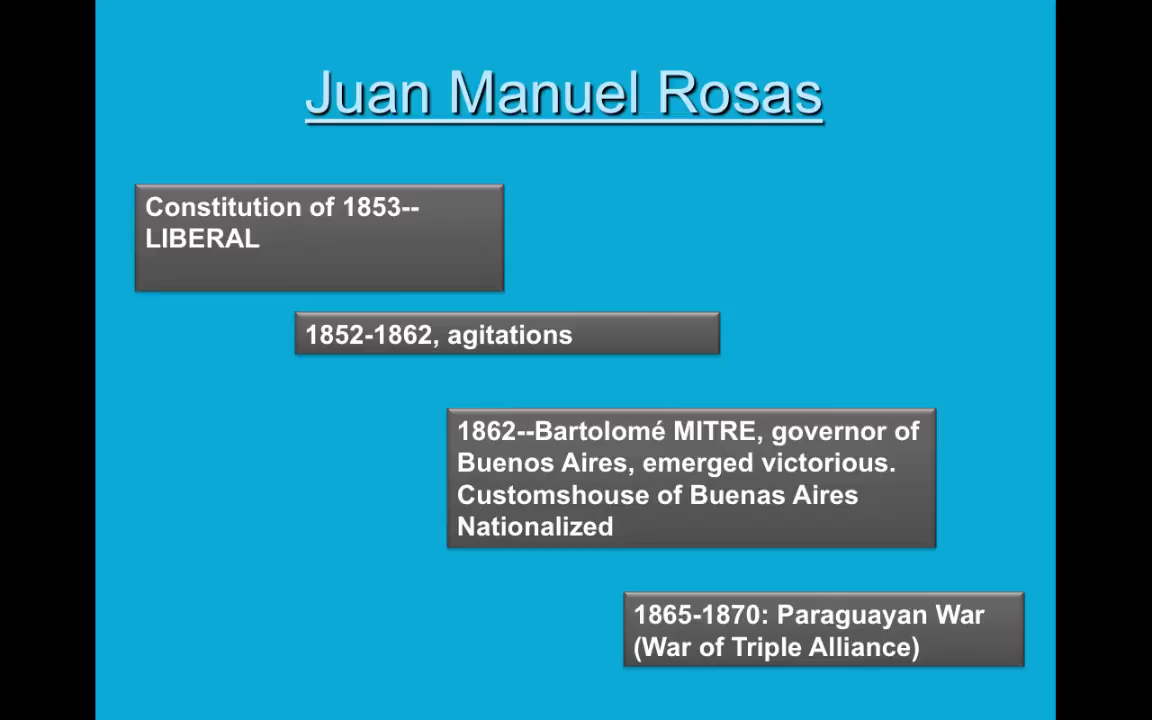 Juan Manuel Rosas
Constitution of 1853--
LIBERAL
1852-1862, agitations
1862--Bartolomé MITRE, governor of
Buenos Aires, emerged victorious.
Customshouse of Buenas Aires
Nationalized
1865-1870: Paraguayan War
(War of Triple Alliance)